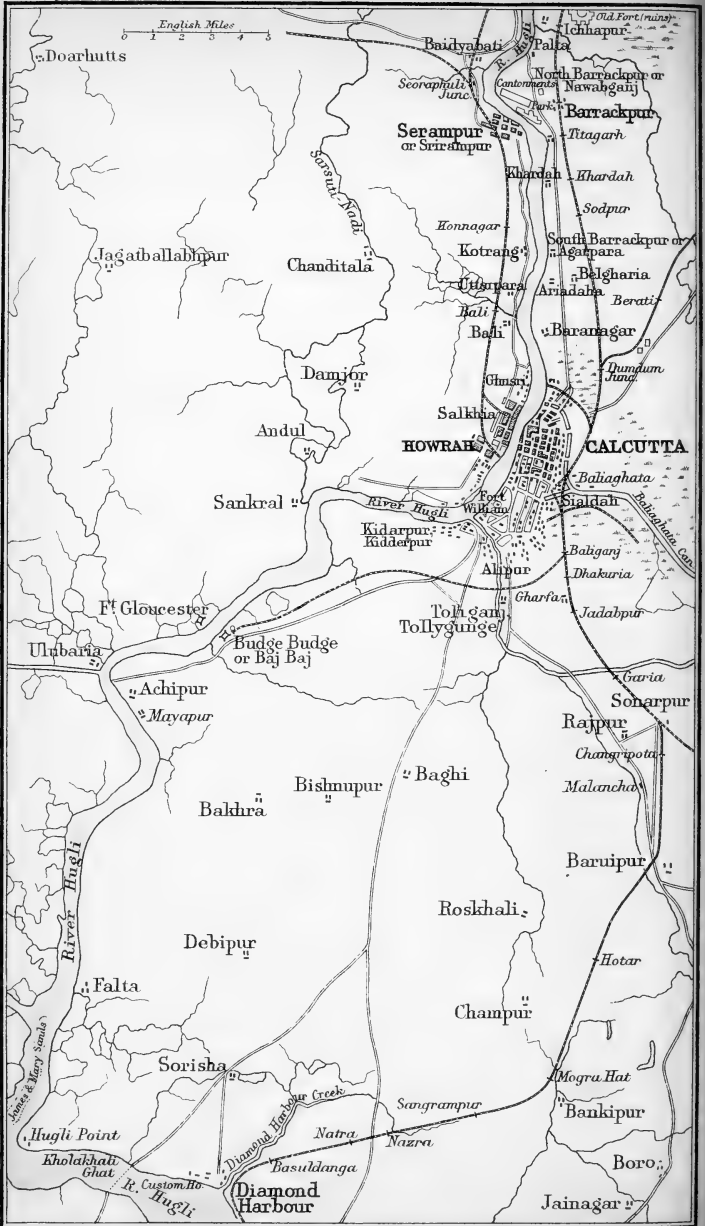 English Miles
0 1 2 3 4 5
Old Fort (ruins)
Ichhapur
Doarhutts
Baidyabati
R. Hugli
Palta
Seoraphuli
Junc.
Cantonments
North Barrackpur or
Nawabganj
Park
Barrackpur
Serampur
or Srirampur
Titagarh
Sarsuti Nadi
Khardah
Khardah
Sodpur
Konnagar
South Barrackpur or
Agarpara
Jagatballabhpur
Chanditala
Kotrang
Belgharia
Uttarpara
Ariadaha
Berati
Bali
Bali
Baranagar
Damjor
Ghusri
Dumdum
Junc.
Salkhia
Andul
HOWRAH
CALCUTTA
Baliaghata
Sankral
River Hugli
Fort
William
Sialdah
Baliaghata Can.
Kidarpur
Kidderpur
Alipur
Baliganj
Dhakuria
Ft. Gloucester
Gharfa
Tolliganj
Tollygunge
Jadabpur
Ulubaria
Budge Budge
or Baj Baj
Achipur
Mayapur
Garia
Sonarpur
Rajpur
Changripota
Bishnupur
Baghi
Malancha
Bakhra
River Hugli
Baruipur
Roskhali
Debipur
Hotar
Falta
Champur
James & Mary Sands
Sorisha
Mogru Hat
Diamond Harbour Creek
Sangrampur
Bankipur
Hugli Point
Natra
Nazra
Kholakhali
Ghat
Custom Ho.
Basuldanga
Boro
R. Hugli
Diamond
Harbour
Jainagar